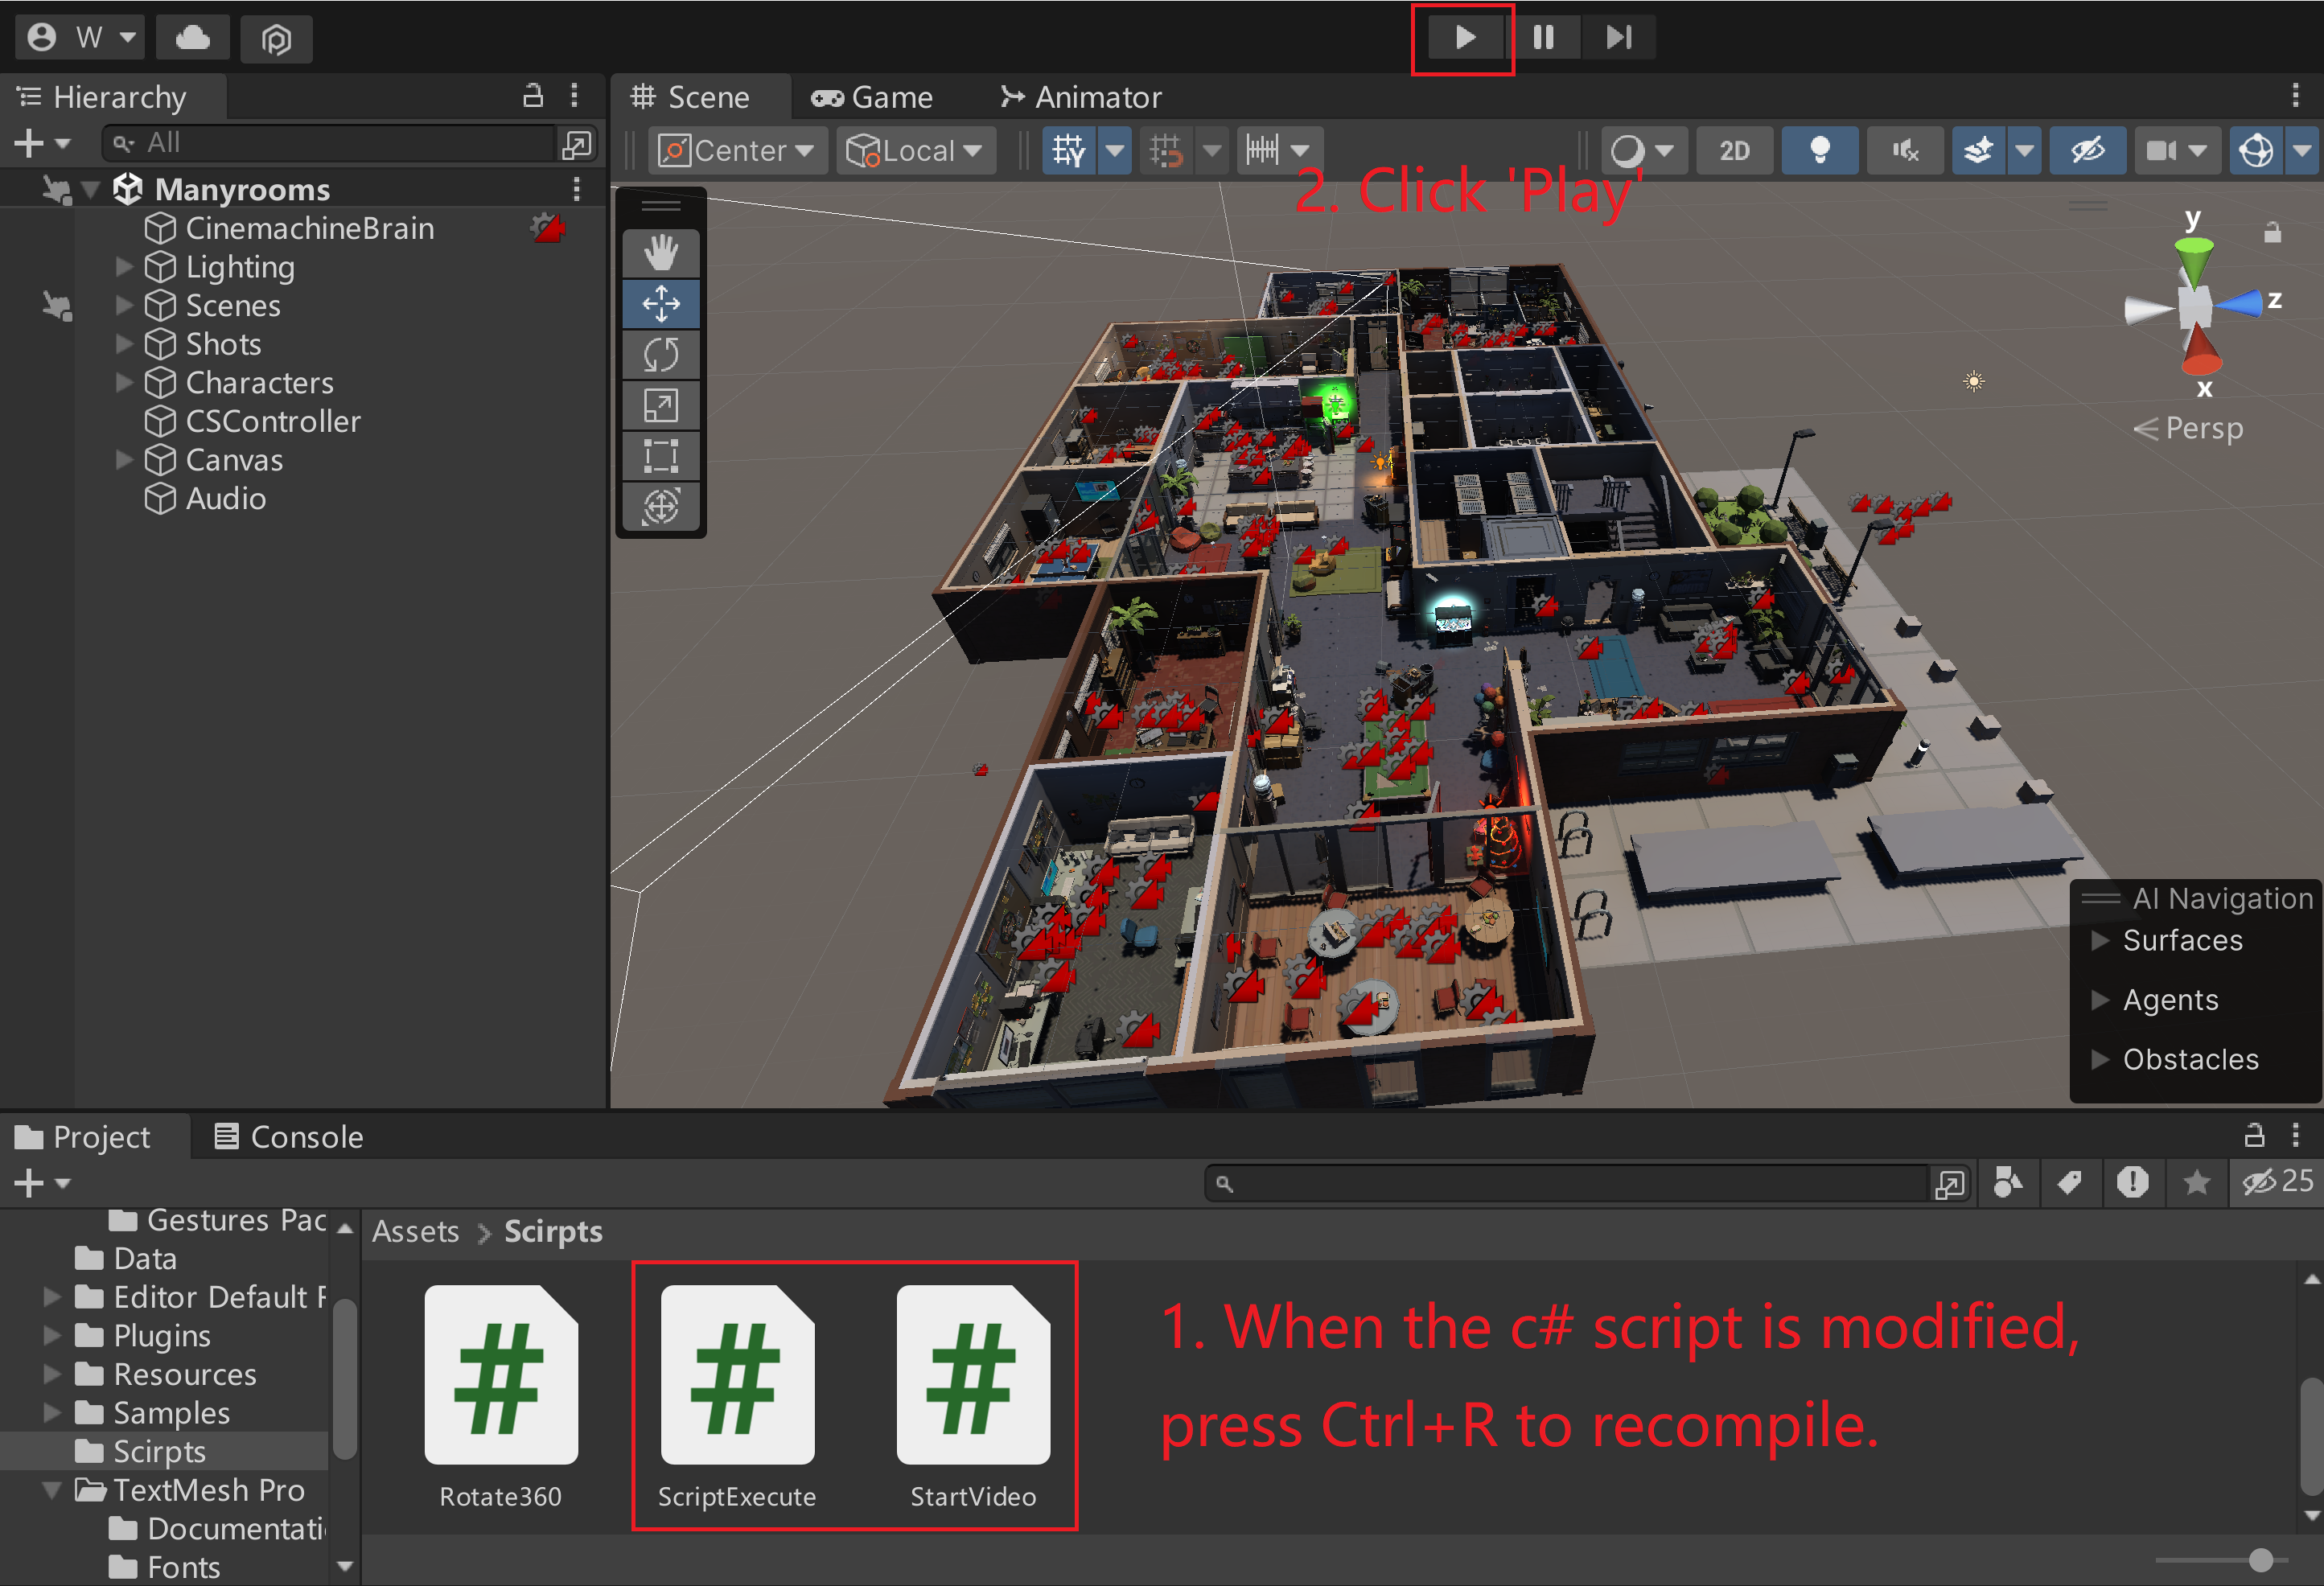 W
Hierarchy
Scene
Game
Animator
All
Center
Local
2D
Manyrooms
CinemachineBrain
Lighting
Scenes
Shots
Characters
CSController
Canvas
Audio
2. Click 'Play'
y
z
x
Persp
AI Navigation
Surfaces
Agents
Obstacles
Project
Console
25
Gestures Pac
Data
Editor Default F
Plugins
Resources
Samples
Scirpts
TextMesh Pro
Documentati
Fonts
Assets > Scirpts
Rotate360
ScriptExecute
StartVideo
1. When the c# script is modified,
press Ctrl+R to recompile.